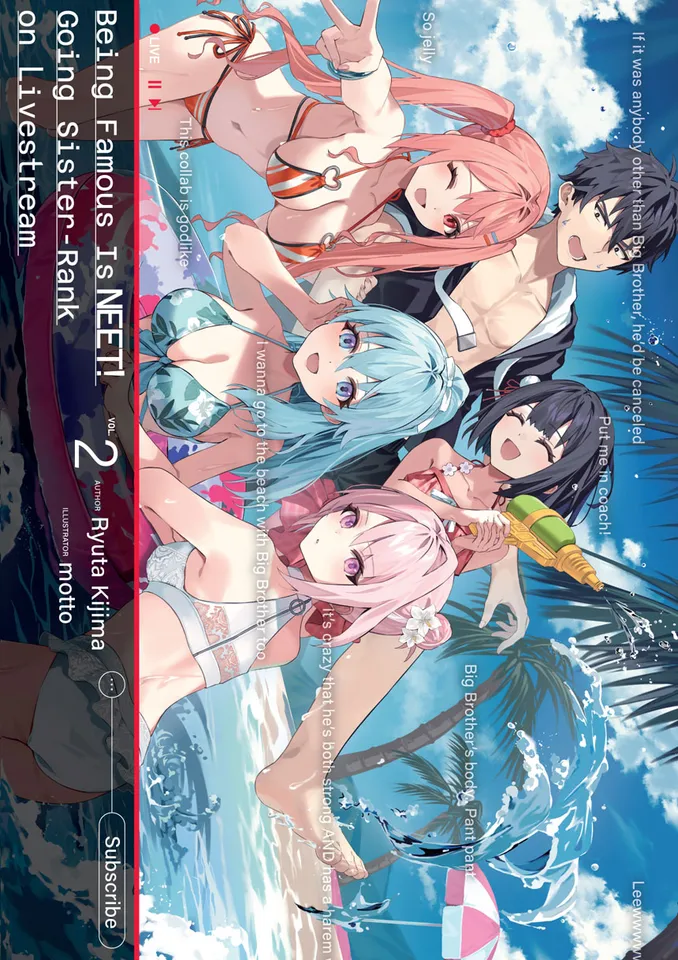 If it was anybody other than Big Brother, he'd be canceled
Put me in coach!
Big Brother's body. Pant pant
So jelly
it's crazy that he's both strong AND has a harem
I wanna go to the beach with Big Brother too
This collab is godlike
LIVE
Being Famous Is NEET!
Going Sister-Rank
on Livestream
VOL. 2
AUTHOR Ryuta Kijima
ILLUSTRATOR motto
Subscribe